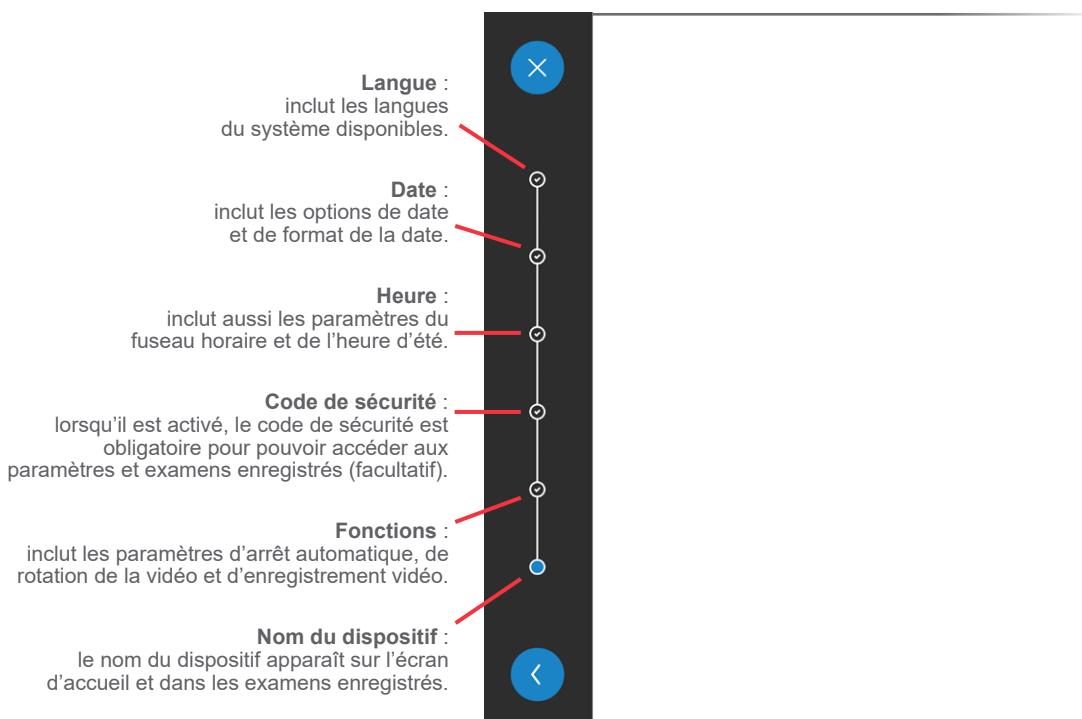 Langue :
inclut les langues
du système disponibles.
Date :
inclut les options de date
et de format de la date.
Heure :
inclut aussi les paramètres du
fuseau horaire et de l’heure d’été.
Code de sécurité :
lorsqu’il est activé, le code de sécurité est
obligatoire pour pouvoir accéder aux
paramètres et examens enregistrés (facultatif).
Fonctions :
inclut les paramètres d’arrêt automatique, de
rotation de la vidéo et d’enregistrement vidéo.
Nom du dispositif :
le nom du dispositif apparaît sur l’écran
d’accueil et dans les examens enregistrés.